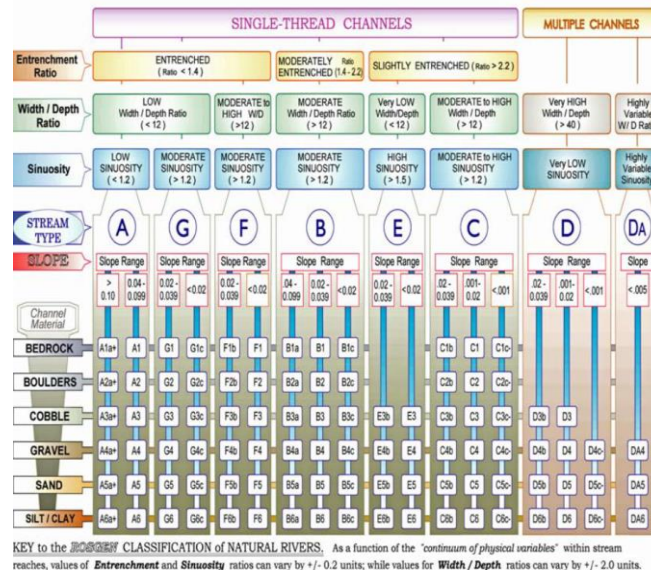 SINGLE-THREAD CHANNELS MULTIPLE CHANNELS
Entrenchment Ratio ENTRENCHED ( Ratio < 1.4 ) MODERATELY Ratio ENTRENCHED (1.4 - 2.2) SLIGHTLY ENTRENCHED ( Ratio > 2.2 )
Width / Depth Ratio LOW Width / Depth Ratio ( < 12 ) MODERATE to HIGH W/D ( >12 ) MODERATE Width / Depth Ratio ( > 12 ) Very LOW Width/Depth ( < 12 ) MODERATE to HIGH Width / Depth ( > 12 ) Very HIGH Width / Depth ( > 40 ) Highly Variable W / D Rati
Sinuosity LOW SINUOSITY ( < 1.2 ) MODERATE SINUOSITY ( > 1.2 ) MODERATE SINUOSITY ( > 1.2 ) MODERATE SINUOSITY ( > 1.2 ) HIGH SINUOSITY ( > 1.5 ) MODERATE to HIGH SINUOSITY ( > 1.2 ) Very LOW SINUOSITY Highly Variable Sinuosity
STREAM TYPE A G F B E C D DA
SLOPE Slope Range Slope Range Slope Range Slope Range Slope Range Slope Range Slope Range Slope
> 0.10 0.04 - .099 0.02 - 0.039 <0.02 0.02 - 0.039 <0.02 .04 - 0.099 0.02 - 0.039 <0.02 0.02 - 0.039 <0.02 .02 - 0.039 .001- 0.02 <.001 .02 - 0.039 .001- .02 <.001 <.005
Channel Material
BEDROCK A1a+ A1 G1 G1c F1b F1 B1a B1 B1c C1b C1 C1c-
BOULDERS A2a+ A2 G2 G2c F2b F2 B2a B2 B2c C2b C2 C2c-
COBBLE A3a+ A3 G3 G3c F3b F3 B3a B3 B3c E3b E3 C3b C3 C3c- D3b D3
GRAVEL A4a+ A4 G4 G4c F4b F4 B4a B4 B4c E4b E4 C4b C4 C4c- D4b D4 D4c- DA4
SAND A5a+ A5 G5 G5c F5b F5 B5a B5 B5c E5b E5 C5b C5 C5c- D5b D5 D5c- DA5
SILT / CLAY A6a+ A6 G6 G6c F6b F6 B6a B6 B6c E6b E6 C6b C6 C6c- D6b D6 D6c- DA6
KEY to the ROSGEN CLASSIFICATION of NATURAL RIVERS. As a function of the "continuum of physical variables" within stream
reaches, values of Entrenchment and Sinuosity ratios can vary by +/- 0.2 units; while values for Width / Depth ratios can vary by +/- 2.0 units.